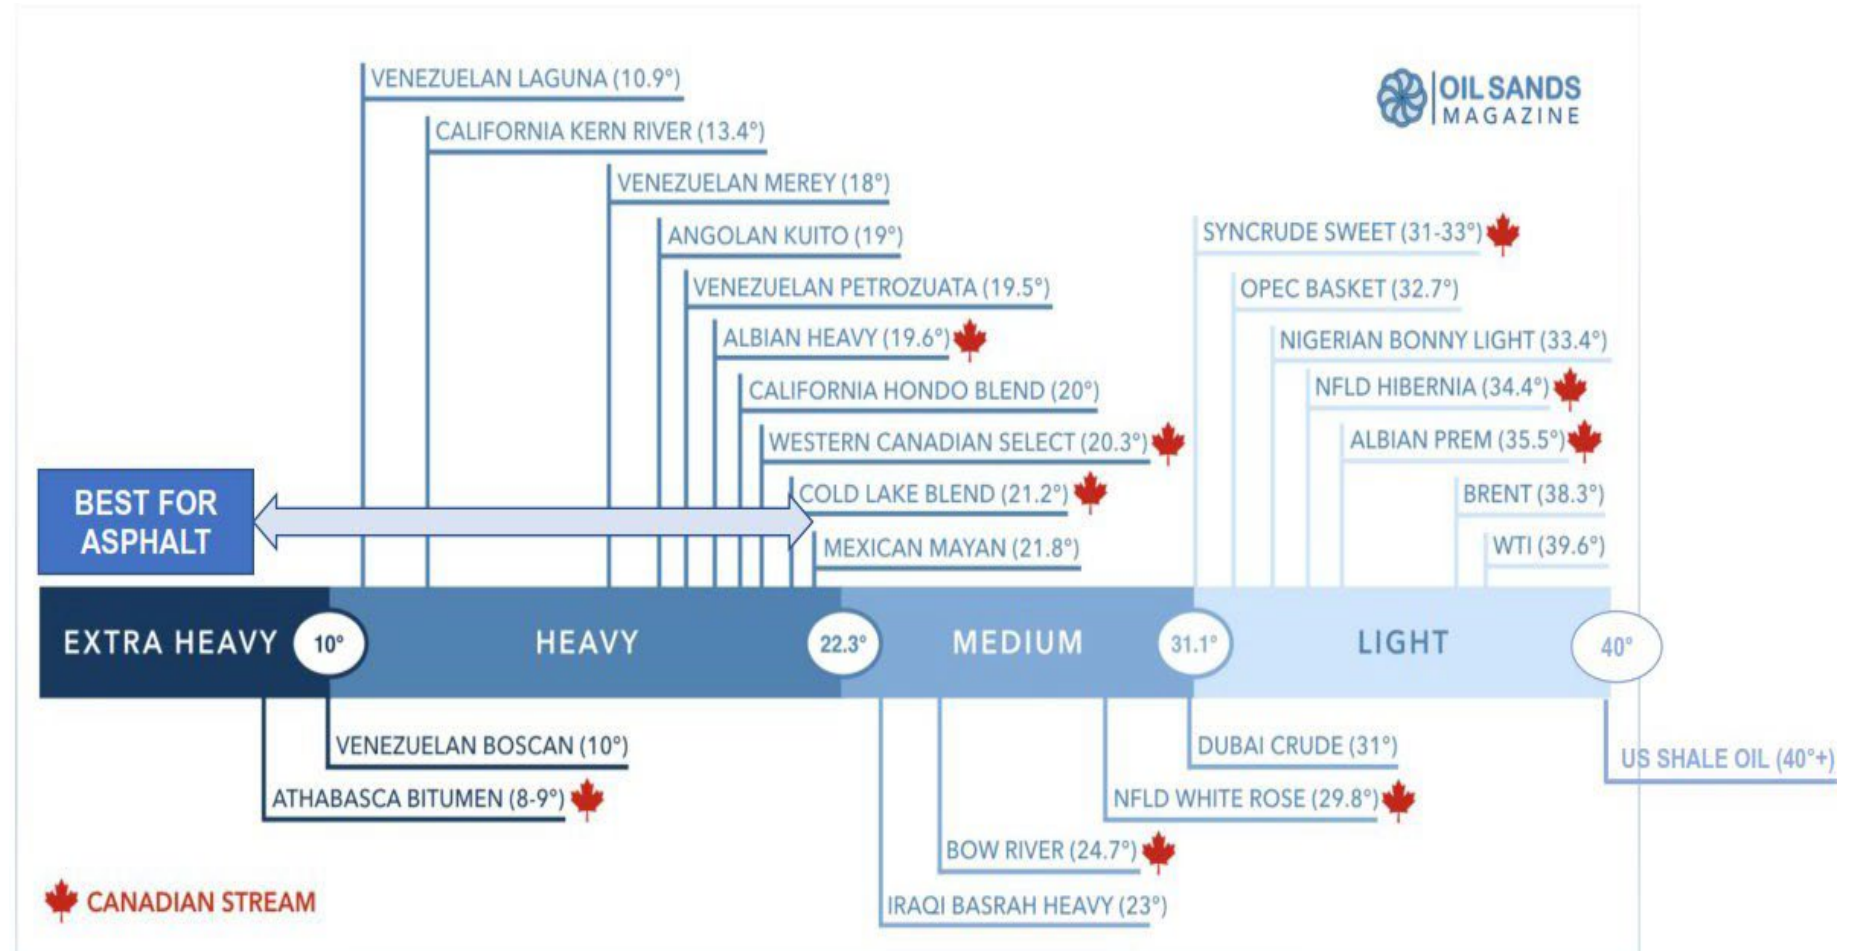 VENEZUELAN LAGUNA (10.9°)
OIL SANDS
MAGAZINE
CALIFORNIA KERN RIVER (13.4°)
VENEZUELAN MEREY (18°)
ANGOLAN KUITO (19°)
SYNCRUDE SWEET (31-33°)
VENEZUELAN PETROZUATA (19.5°)
OPEC BASKET (32.7°)
ALBIAN HEAVY (19.6°)
NIGERIAN BONNY LIGHT (33.4°)
CALIFORNIA HONDO BLEND (20°)
NFLD HIBERNIA (34.4°)
WESTERN CANADIAN SELECT (20.3°)
ALBIAN PREM (35.5°)
BEST FOR
ASPHALT
COLD LAKE BLEND (21.2°)
BRENT (38.3°)
MEXICAN MAYAN (21.8°)
WTI (39.6°)
EXTRA HEAVY
10°
HEAVY
22.3°
MEDIUM
31.1°
LIGHT
40°
VENEZUELAN BOSCAN (10°)
DUBAI CRUDE (31°)
US SHALE OIL (40°+)
ATHABASCA BITUMEN (8-9°)
NFLD WHITE ROSE (29.8°)
BOW RIVER (24.7°)
CANADIAN STREAM
IRAQI BASRAH HEAVY (23°)